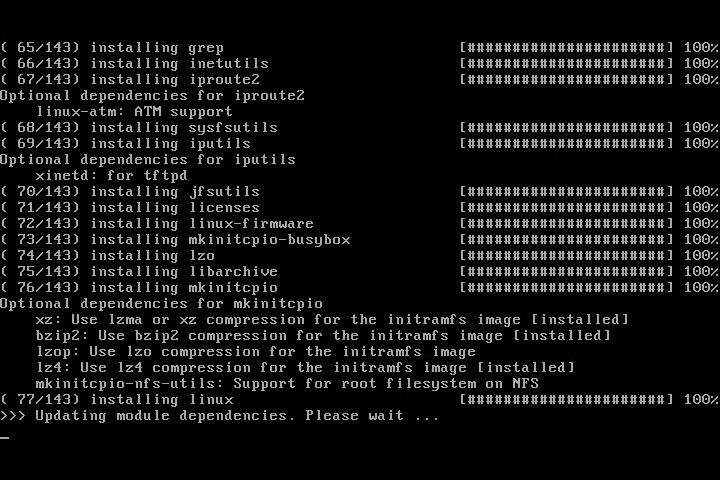 ( 65/143) installing grep                          [######################] 100%
( 66/143) installing inetutils                     [######################] 100%
( 67/143) installing iproute2                      [######################] 100%
Optional dependencies for iproute2
    linux-atm: ATM support
( 68/143) installing sysfsutils                    [######################] 100%
( 69/143) installing iputils                       [######################] 100%
Optional dependencies for iputils
    xinetd: for tftpd
( 70/143) installing jfsutils                      [######################] 100%
( 71/143) installing licenses                      [######################] 100%
( 72/143) installing linux-firmware                [######################] 100%
( 73/143) installing mkinitcpio-busybox            [######################] 100%
( 74/143) installing lzo                           [######################] 100%
( 75/143) installing libarchive                    [######################] 100%
( 76/143) installing mkinitcpio                    [######################] 100%
Optional dependencies for mkinitcpio
    xz: Use lzma or xz compression for the initramfs image [installed]
    bzip2: Use bzip2 compression for the initramfs image [installed]
    lzop: Use lzo compression for the initramfs image
    lz4: Use lz4 compression for the initramfs image [installed]
    mkinitcpio-nfs-utils: Support for root filesystem on NFS
( 77/143) installing linux                         [######################] 100%
>>> Updating module dependencies. Please wait ...
_